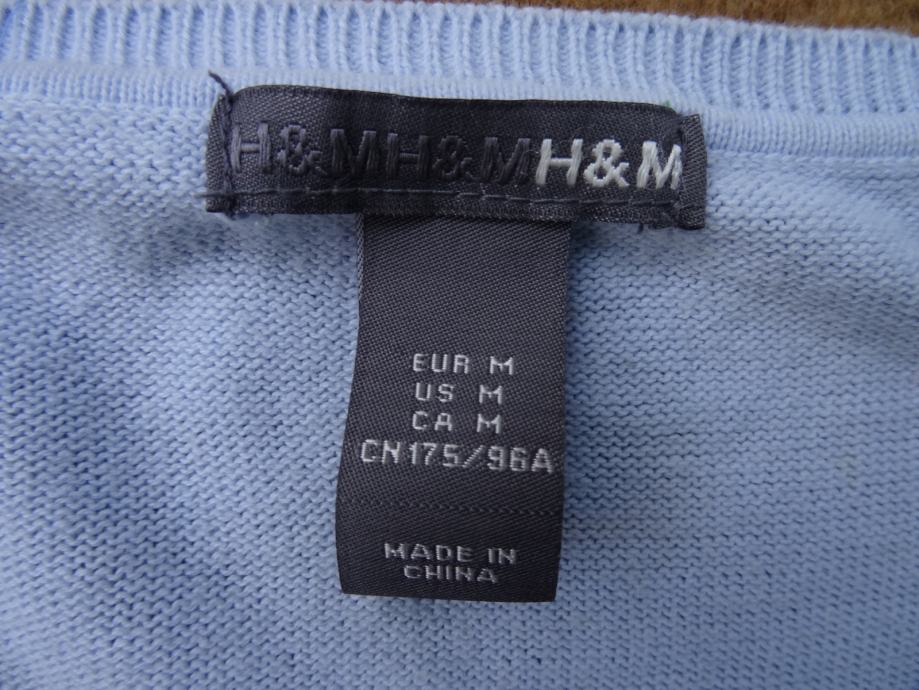 H&MH&MH&M
EUR M
US M
CA M
CN175/96A
MADE IN
CHINA